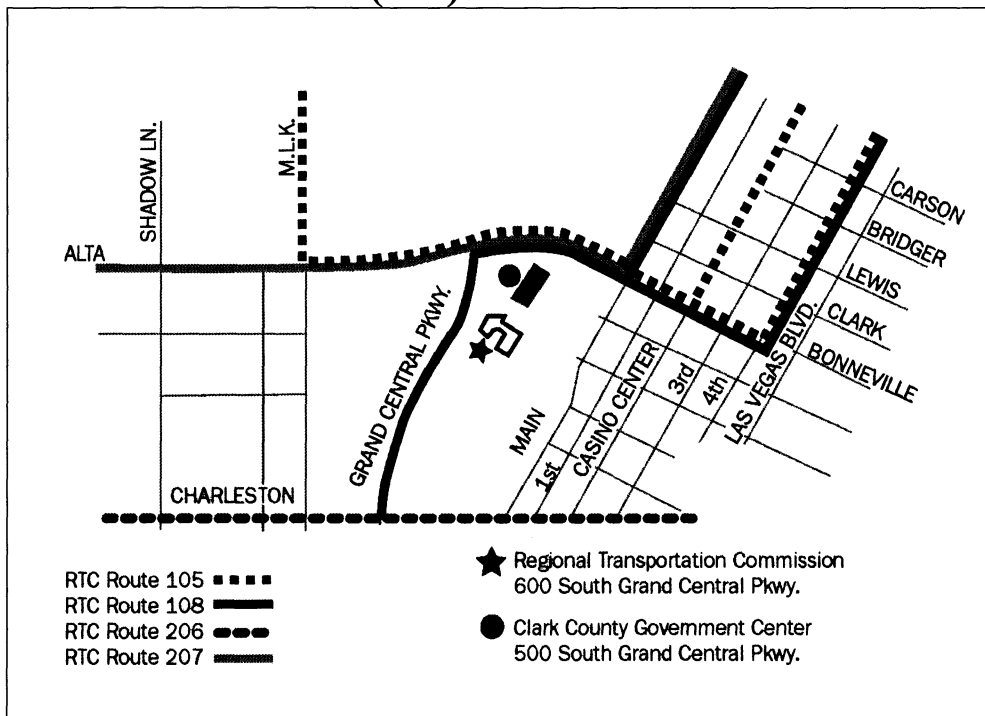 SHADOW LN.
M.L.K.
ALTA
CARSON
BRIDGER
LEWIS
CLARK
BONNEVILLE
GRAND CENTRAL PKWY.
MAIN
1st
CASINO CENTER
3rd
4th
LAS VEGAS BLVD.
CHARLESTON
RTC Route 105
RTC Route 108
RTC Route 206
RTC Route 207
Regional Transportation Commission
600 South Grand Central Pkwy.
Clark County Government Center
500 South Grand Central Pkwy.